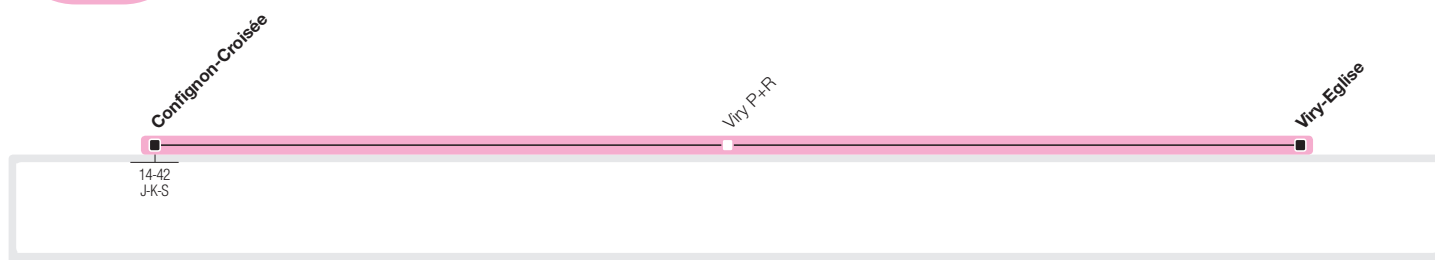 Confignon-Croisée
Viry P+R
Viry-Eglise
14-42
J-K-S